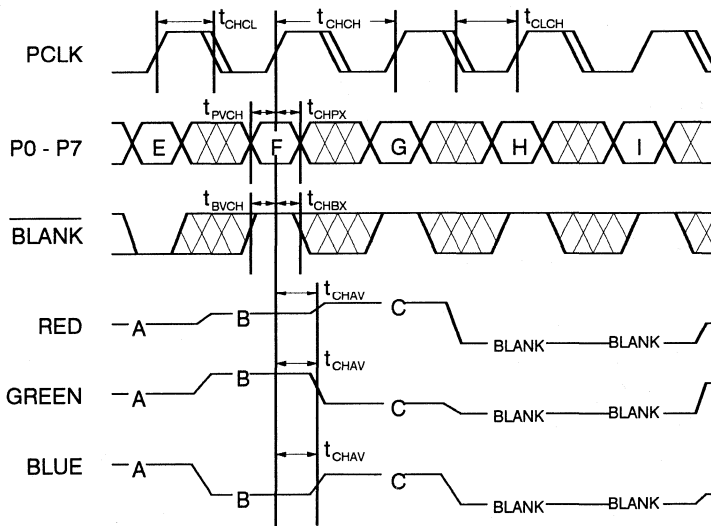 tCHCL tCHCH tCLCH
PCLK
tPVCH tCHPX
P0 - P7 E F G H I
tBVCH tCHBX
BLANK
tCHAV
RED A B C BLANK BLANK
tCHAV
GREEN A B C BLANK BLANK
tCHAV
BLUE A B C BLANK BLANK